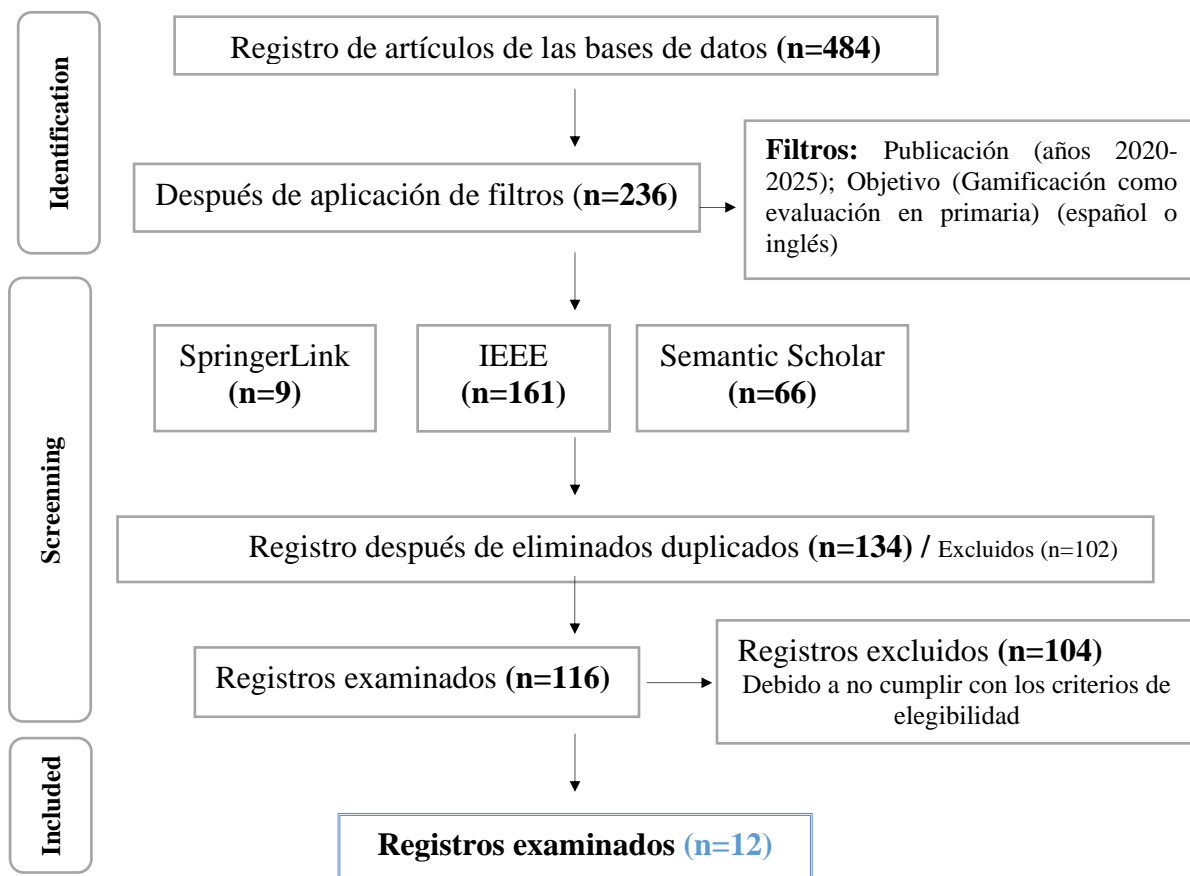 Identification
Registro de artículos de las bases de datos (n=484)
Después de aplicación de filtros (n=236)
Filtros: Publicación (años 2020-
2025); Objetivo (Gamificación como
evaluación en primaria) (español o
inglés)
Screenning
SpringerLink
(n=9)
IEEE
(n=161)
Semantic Scholar
(n=66)
Registro después de eliminados duplicados (n=134) / Excluidos (n=102)
Registros examinados (n=116)
Registros excluidos (n=104)
Debido a no cumplir con los criterios de
elegibilidad
Included
Registros examinados (n=12)